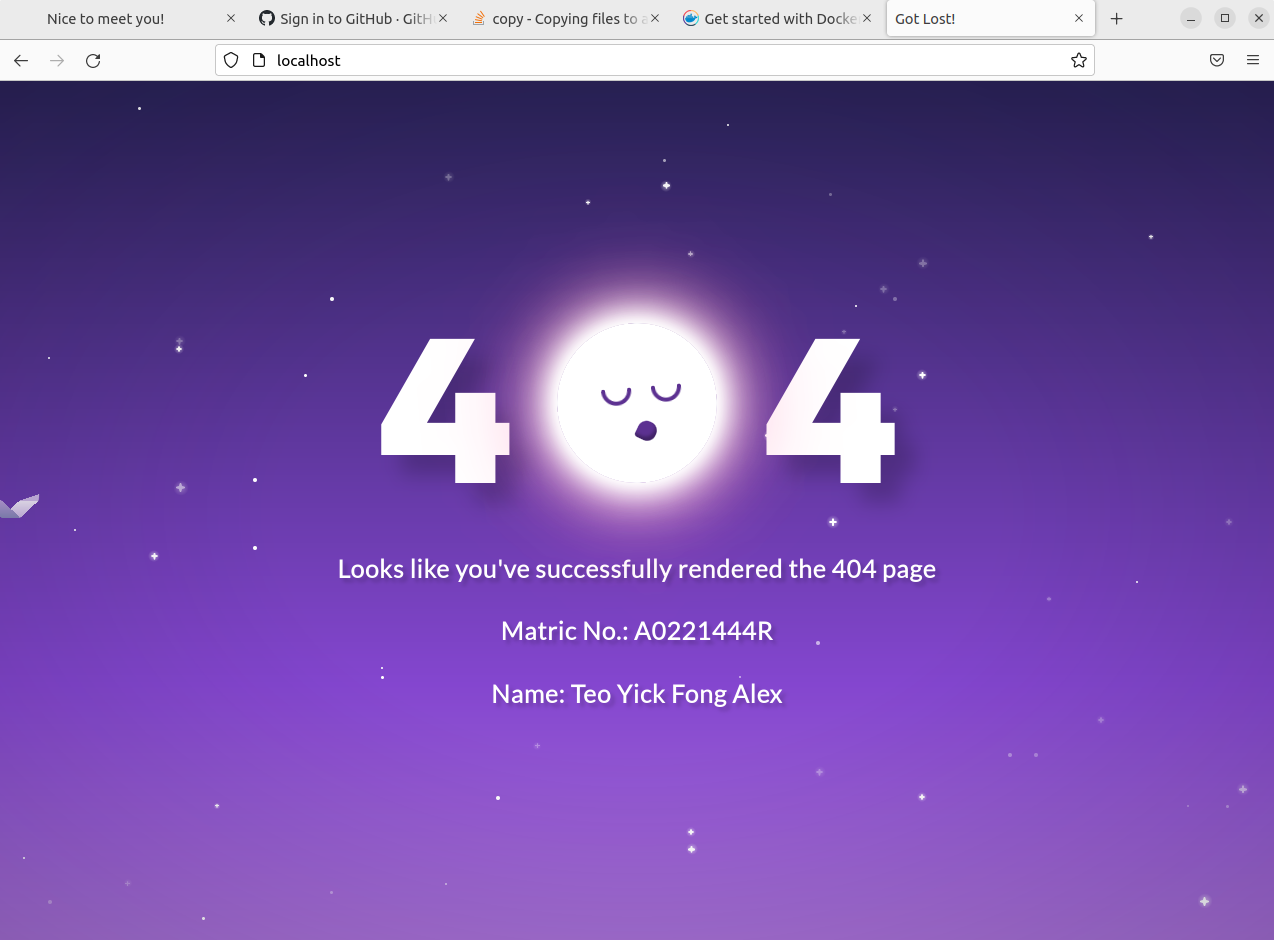 Nice to meet you!
Sign in to GitHub · GitH
copy - Copying files to a
Get started with Docke
Got Lost!
localhost
4 4
Looks like you've successfully rendered the 404 page
Matric No.: A0221444R
Name: Teo Yick Fong Alex